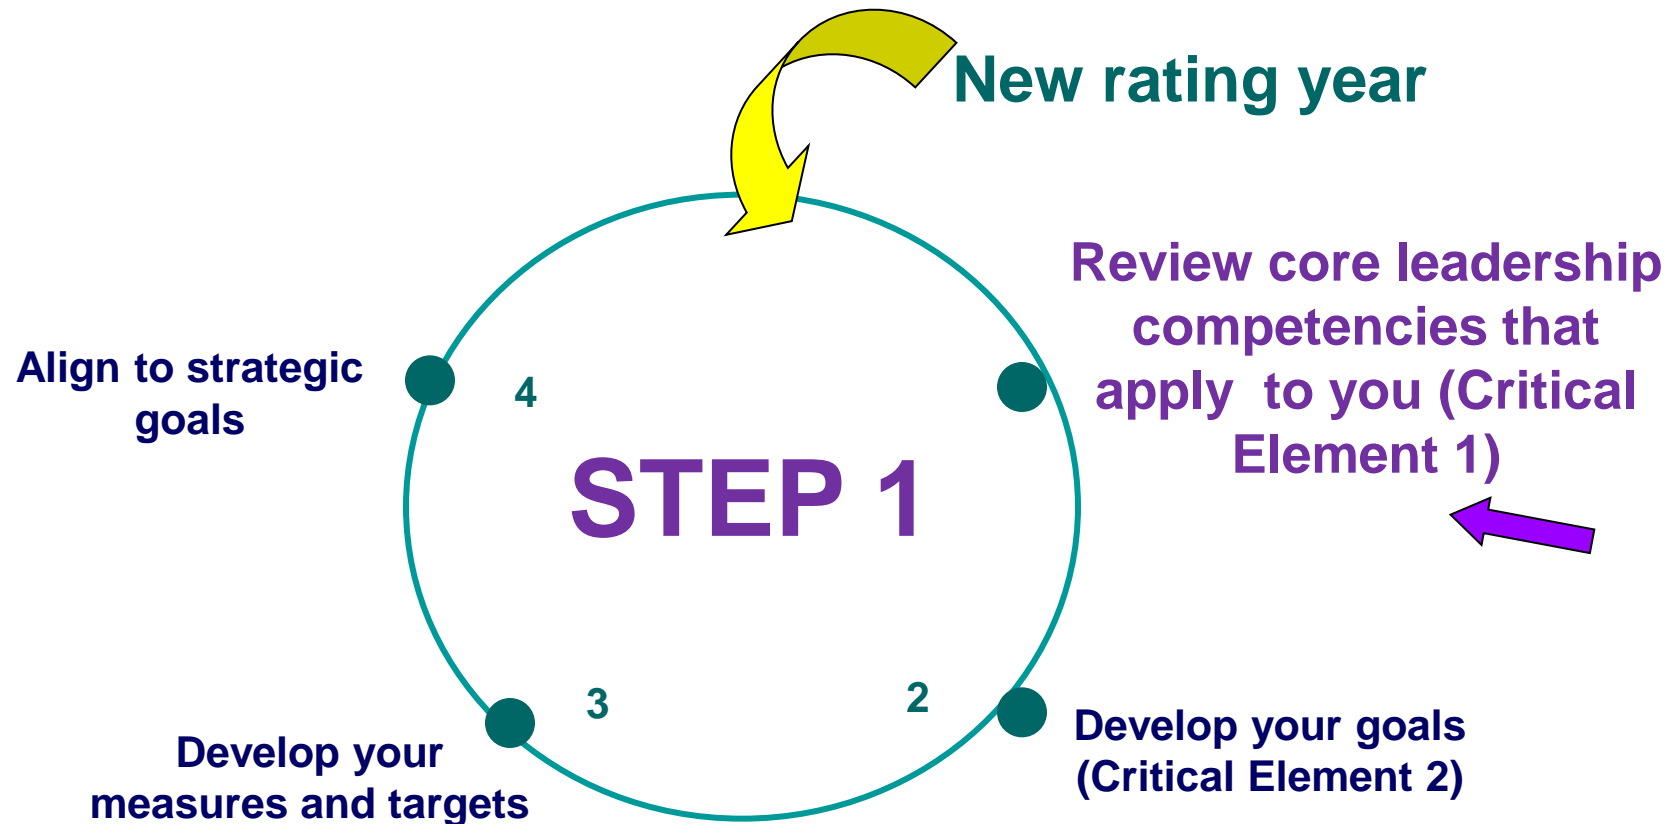 New rating year
Review core leadership
competencies that
apply  to you (Critical
Element 1)
Align to strategic
goals
4
STEP 1
3
2
Develop your goals
(Critical Element 2)
Develop your
measures and targets